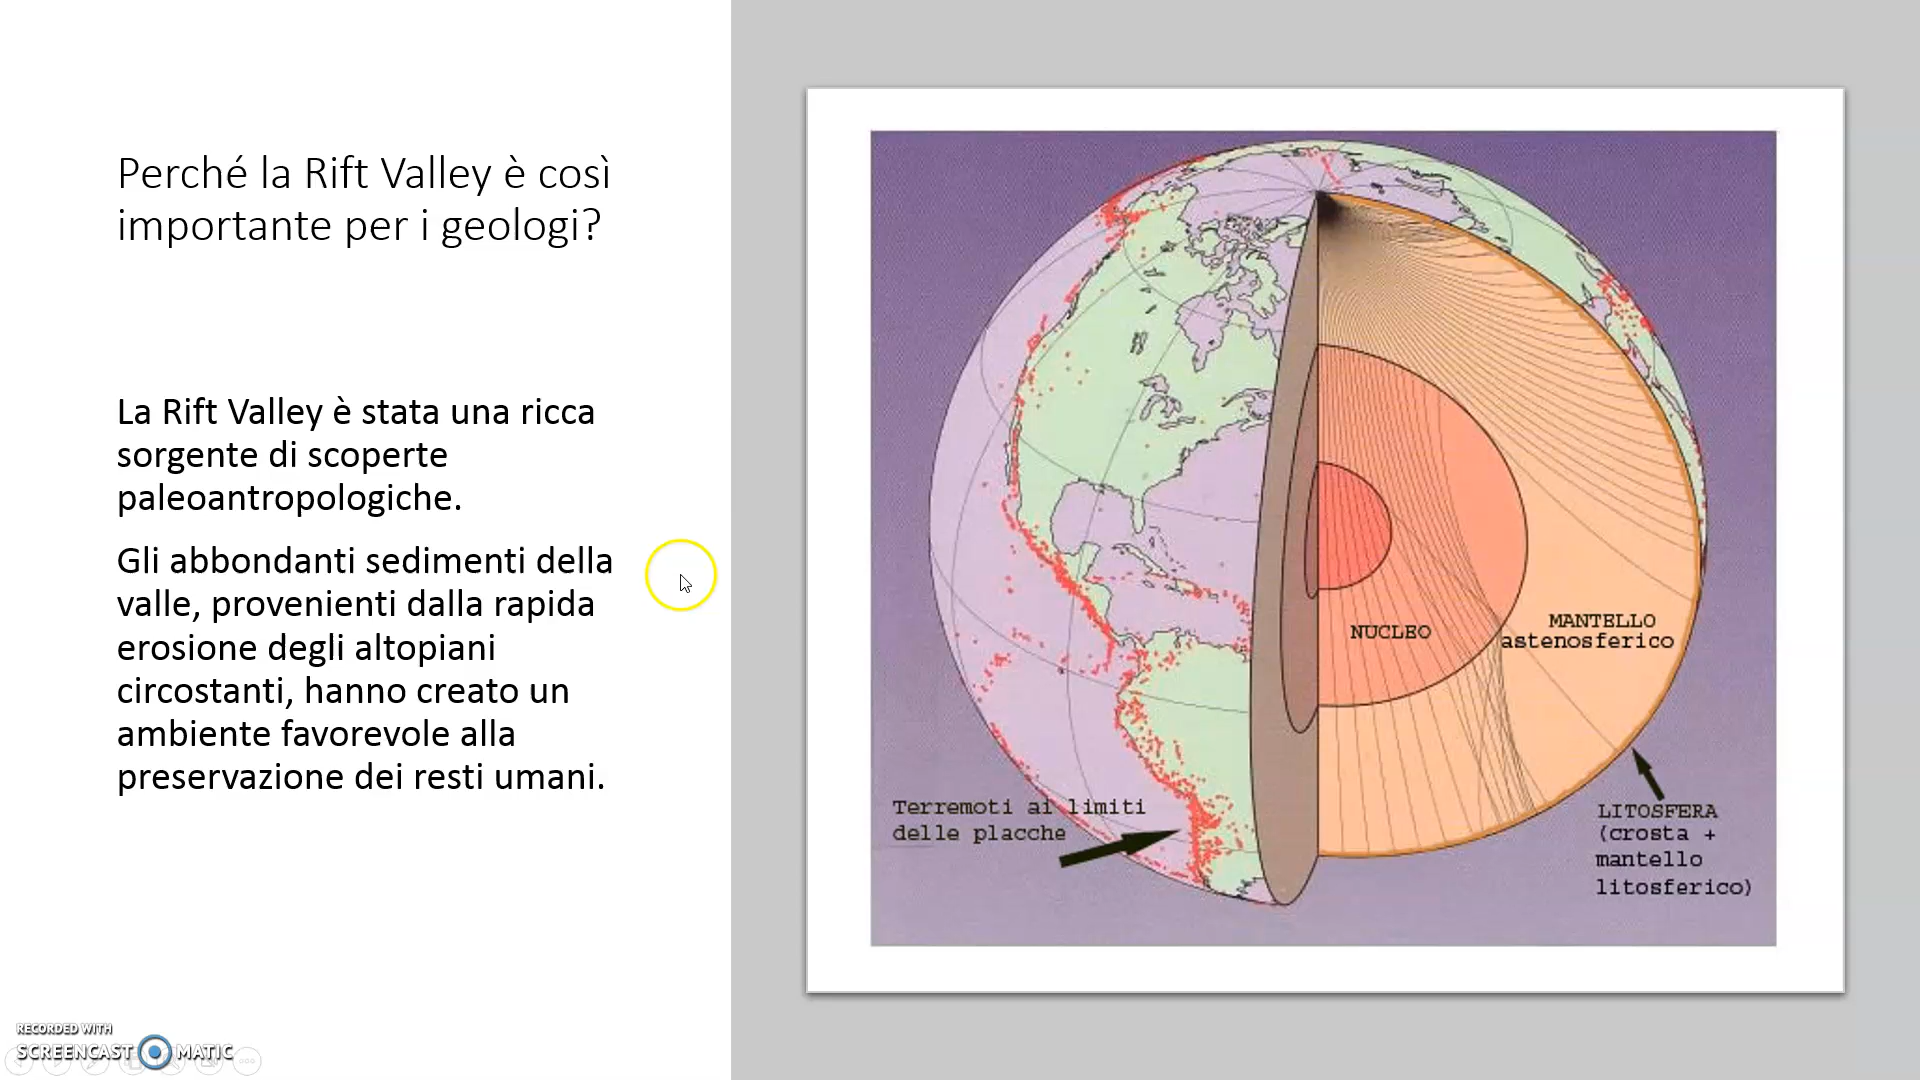 Perché la Rift Valley è così
importante per i geologi?
La Rift Valley è stata una ricca
sorgente di scoperte
paleoantropologiche.
Gli abbondanti sedimenti della
valle, provenienti dalla rapida
erosione degli altopiani
circostanti, hanno creato un
ambiente favorevole alla
preservazione dei resti umani.
NUCLEO
MANTELLO
astenosferico
Terremoti ai limiti
delle placche
LITOSFERA
(crosta +
mantello
litosferico)
RECORDED WITH
SCREENCAST MATIC